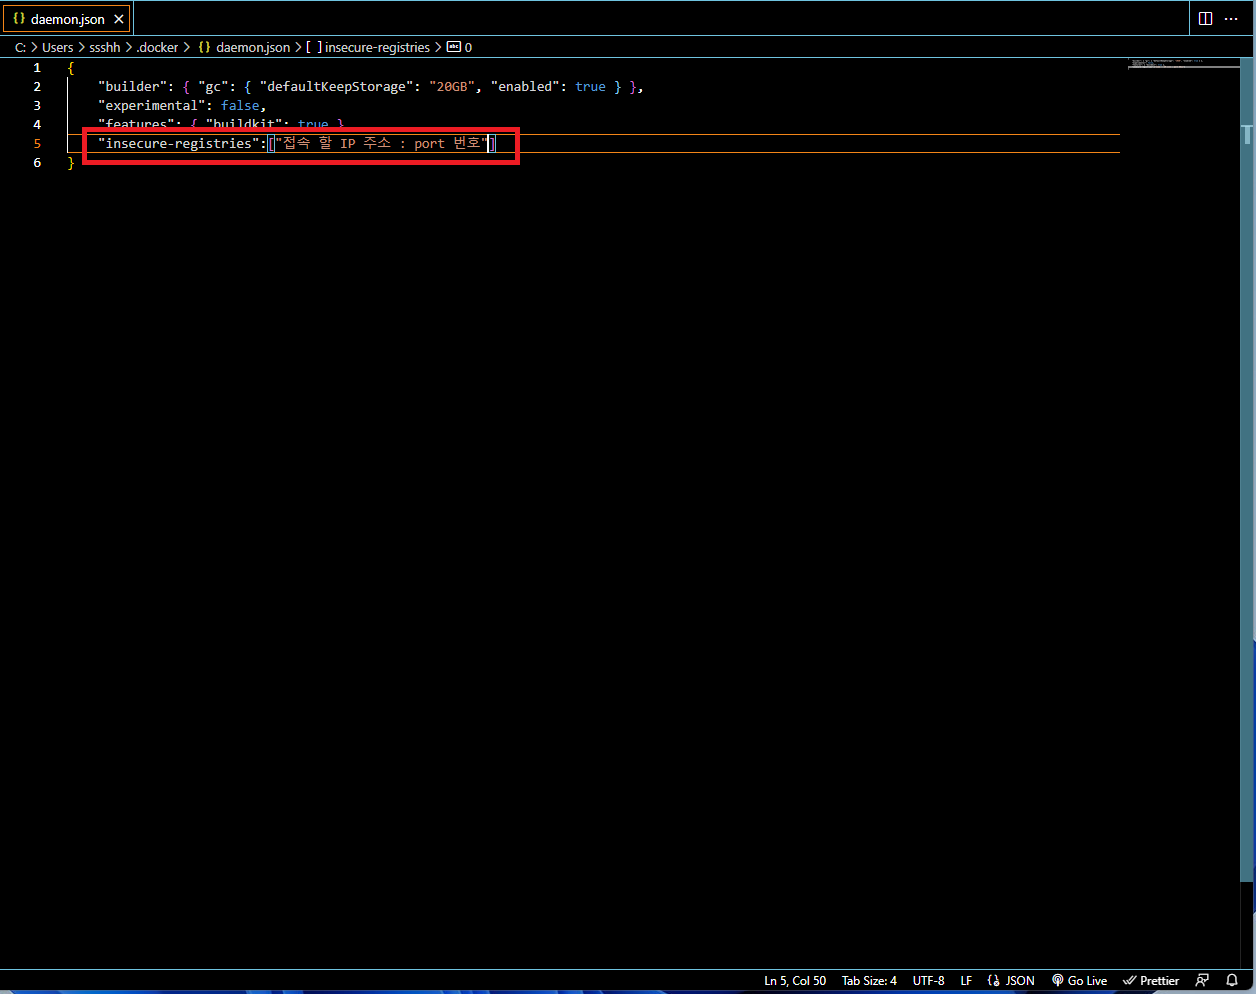 {} daemon.json ×
C: > Users > ssshh > .docker > {} daemon.json > [ ] insecure-registries > abc 0
1 {
2 "builder": { "gc": { "defaultKeepStorage": "20GB", "enabled": true } },
3 "experimental": false,
4 "features": { "buildkit": true }
5 "insecure-registries":["접속 할 IP 주소 : port 번호"]
6 }
Ln 5, Col 50 Tab Size: 4 UTF-8 LF {} JSON Go Live Prettier